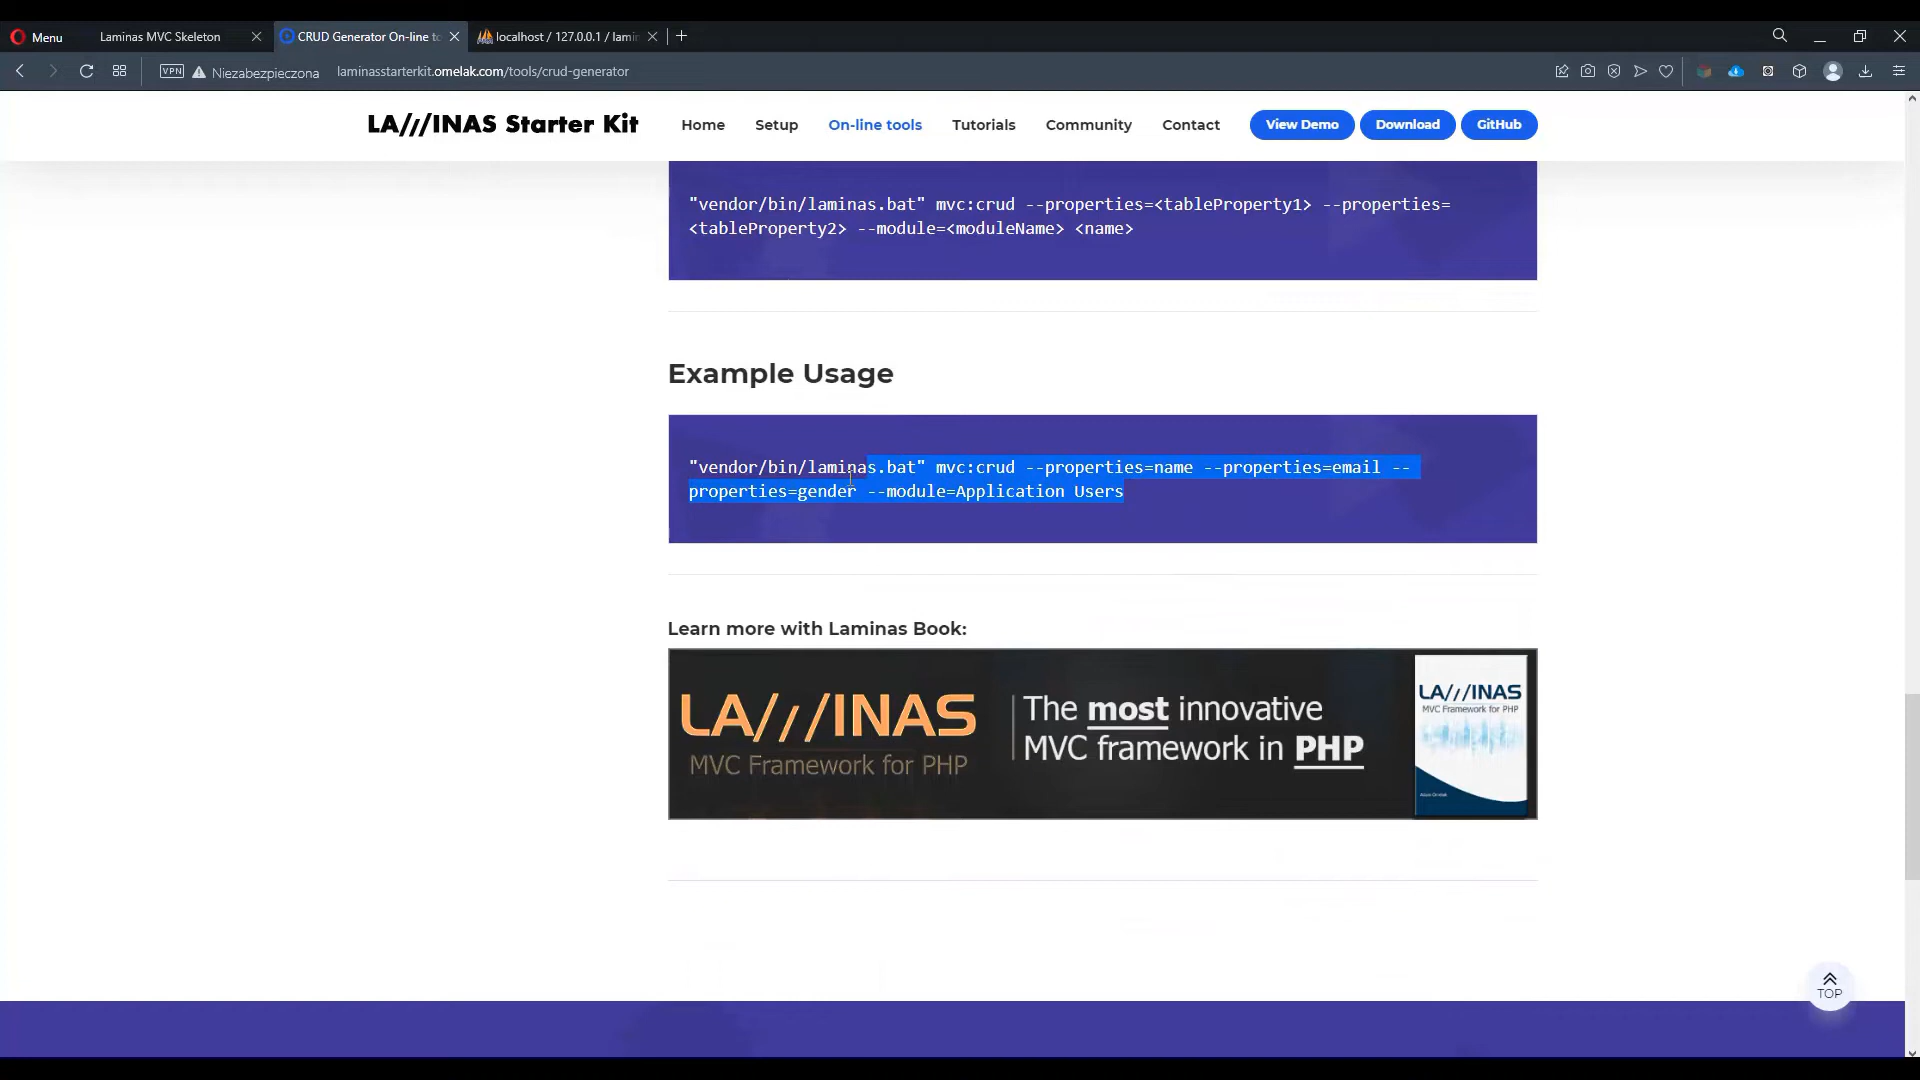 Menu
Laminas MVC Skeleton
CRUD Generator On-line to
localhost / 127.0.0.1 / lamin
VPN
Niezabezpieczona
laminasstarterkit.omelak.com/tools/crud-generator
LA///INAS Starter Kit
Home
Setup
On-line tools
Tutorials
Community
Contact
View Demo
Download
GitHub
"vendor/bin/laminas.bat" mvc:crud --properties=<tableProperty1> --properties=
<tableProperty2> --module=<moduleName> <name>
Example Usage
"vendor/bin/laminas.bat" mvc:crud --properties=name --properties=email --
properties=gender --module=Application Users
Learn more with Laminas Book:
LA///INAS
MVC Framework for PHP
The most innovative
MVC framework in PHP
LA///INAS
MVC Framework for PHP
TOP